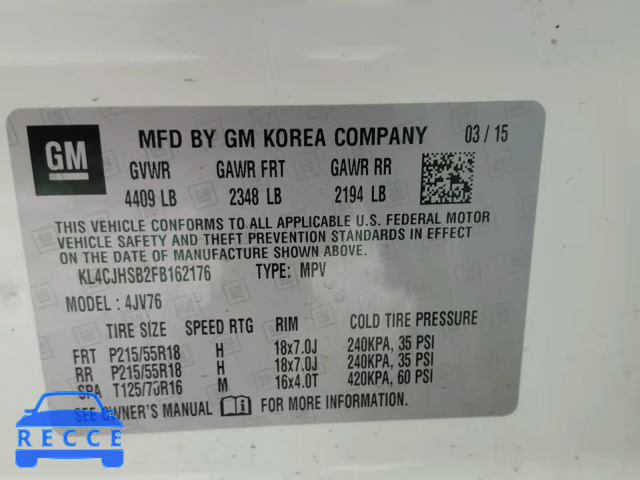 GM
MFD BY GM KOREA COMPANY 03/15
GVWR GAWR FRT GAWR RR
4409 LB 2348 LB 2194 LB
THIS VEHICLE CONFORMS TO ALL APPLICABLE U.S. FEDERAL MOTOR
VEHICLE SAFETY AND THEFT PREVENTION STANDARDS IN EFFECT
ON THE DATE OF MANUFACTURE SHOWN ABOVE.
KL4CJHSB2FB162176 TYPE: MPV
MODEL: 4JV76
TIRE SIZE SPEED RTG RIM COLD TIRE PRESSURE
FRT P215/55R18 H 18x7.0J 240KPA, 35 PSI
RR P215/55R18 H 18x7.0J 240KPA, 35 PSI
SPA T125/70R16 M 16x4.0T 420KPA, 60 PSI
SEE OWNER'S MANUAL FOR MORE INFORMATION.
RECCE